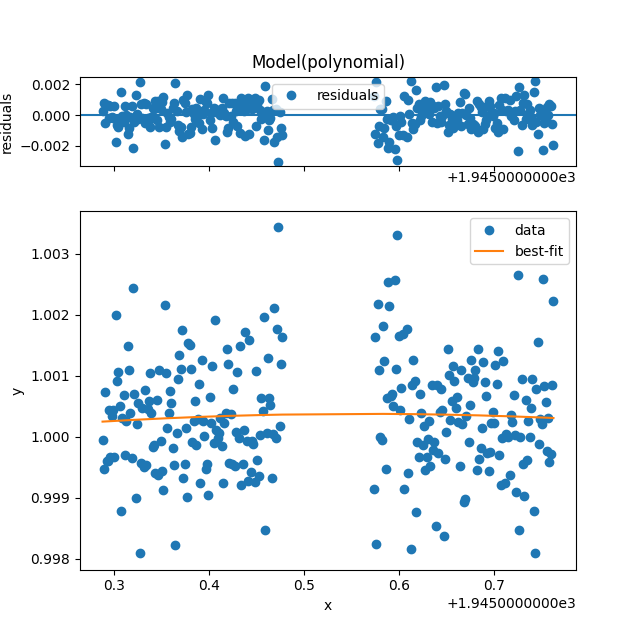 Model(polynomial)
0.002
0.000
−0.002
residuals
residuals
+1.9450000000e3
1.003
1.002
1.001
1.000
0.999
0.998
y
data
best-fit
0.3 0.4 0.5 0.6 0.7
x
+1.9450000000e3